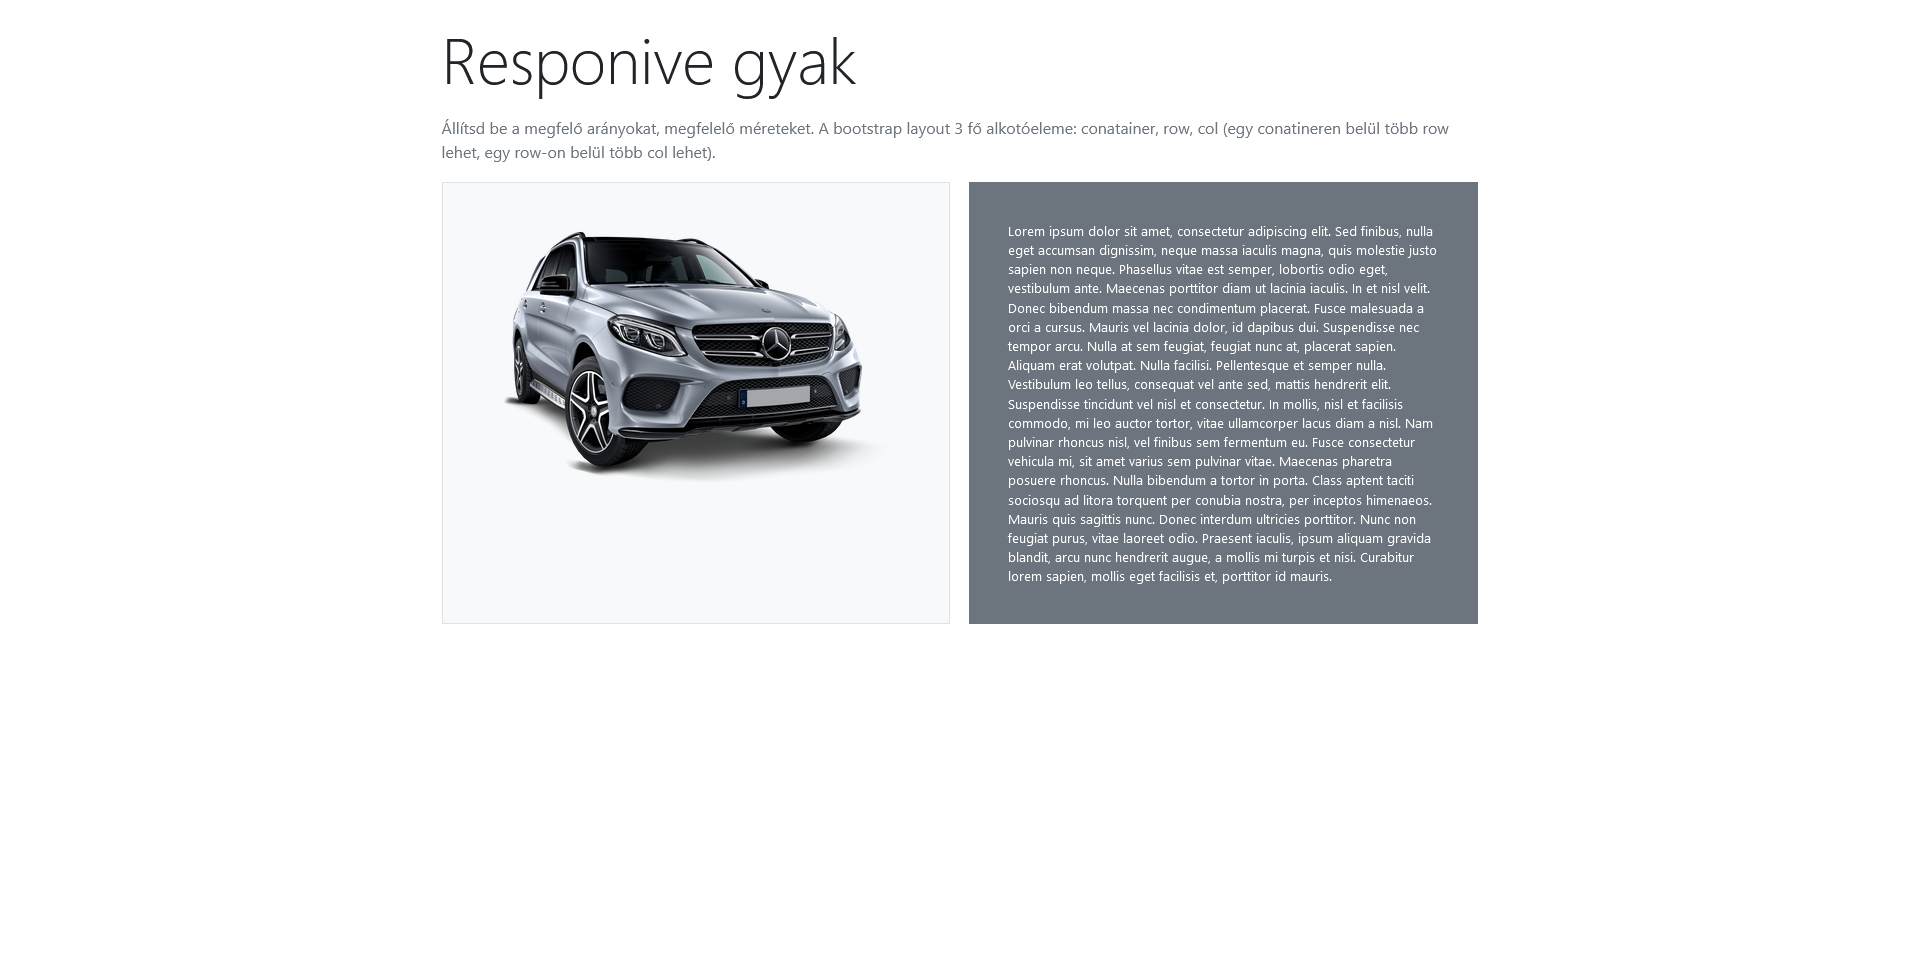 Responive gyak
Állítsd be a megfelő arányokat, megfelelő méreteket. A bootstrap layout 3 fő alkotóeleme: conatainer, row, col (egy conatineren belül több row
lehet, egy row-on belül több col lehet).
Lorem ipsum dolor sit amet, consectetur adipiscing elit. Sed finibus, nulla
eget accumsan dignissim, neque massa iaculis magna, quis molestie justo
sapien non neque. Phasellus vitae est semper, lobortis odio eget,
vestibulum ante. Maecenas porttitor diam ut lacinia iaculis. In et nisl velit.
Donec bibendum massa nec condimentum placerat. Fusce malesuada a
orci a cursus. Mauris vel lacinia dolor, id dapibus dui. Suspendisse nec
tempor arcu. Nulla at sem feugiat, feugiat nunc at, placerat sapien.
Aliquam erat volutpat. Nulla facilisi. Pellentesque et semper nulla.
Vestibulum leo tellus, consequat vel ante sed, mattis hendrerit elit.
Suspendisse tincidunt vel nisl et consectetur. In mollis, nisl et facilisis
commodo, mi leo auctor tortor, vitae ullamcorper lacus diam a nisl. Nam
pulvinar rhoncus nisl, vel finibus sem fermentum eu. Fusce consectetur
vehicula mi, sit amet varius sem pulvinar vitae. Maecenas pharetra
posuere rhoncus. Nulla bibendum a tortor in porta. Class aptent taciti
sociosqu ad litora torquent per conubia nostra, per inceptos himenaeos.
Mauris quis sagittis nunc. Donec interdum ultricies porttitor. Nunc non
feugiat purus, vitae laoreet odio. Praesent iaculis, ipsum aliquam gravida
blandit, arcu nunc hendrerit augue, a mollis mi turpis et nisi. Curabitur
lorem sapien, mollis eget facilisis et, porttitor id mauris.